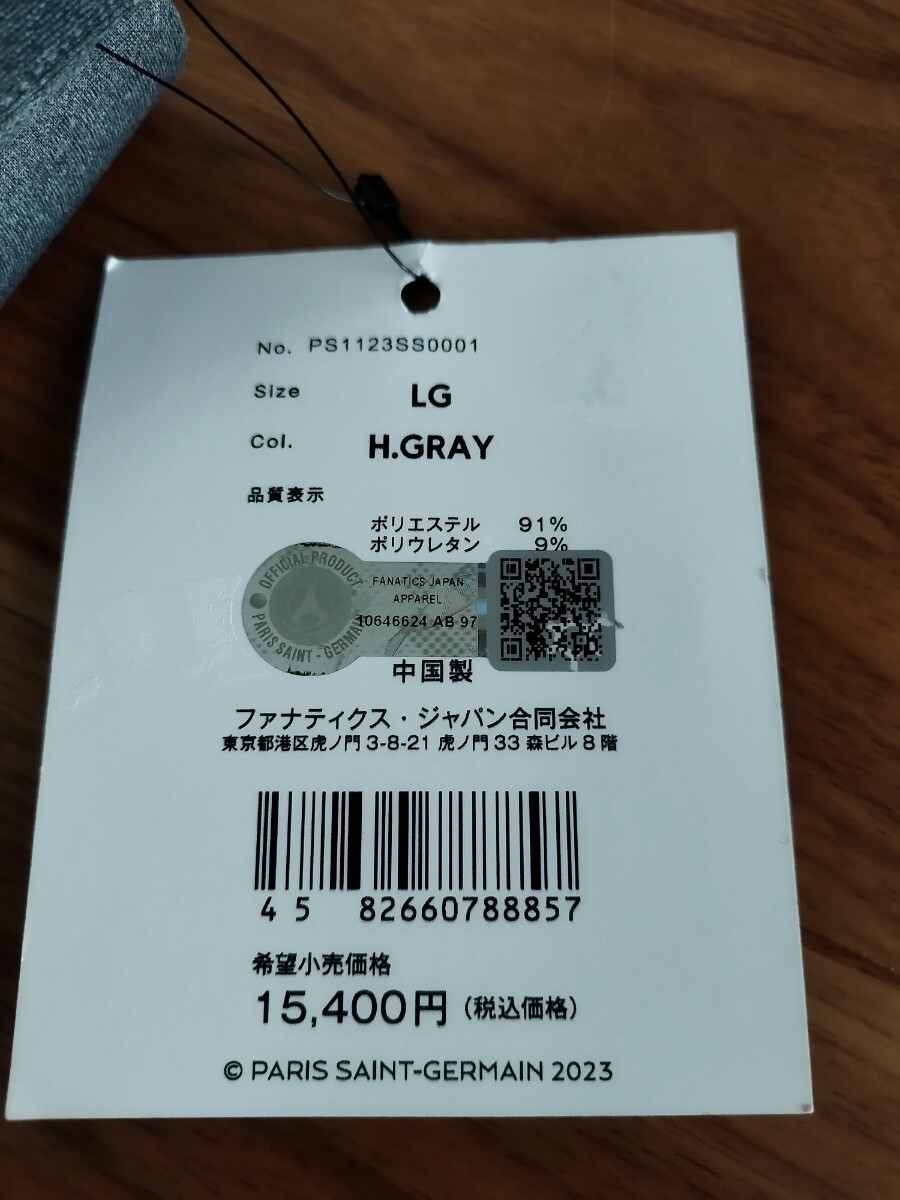 No. PS1123SS0001
Size LG
Col. H.GRAY
品質表示
ポリエステル 91%
ポリウレタン 9%
OFFICIAL PRODUCT
PARIS SAINT-GERMAIN
FANATICS JAPAN
APPAREL
10646624 AB 97
中国製
ファナティクス・ジャパン合同会社
東京都港区虎ノ門 3-8-21 虎ノ門 33 森ビル 8 階
45 82660788857
希望小売価格
15,400円 (税込価格)
© PARIS SAINT-GERMAIN 2023